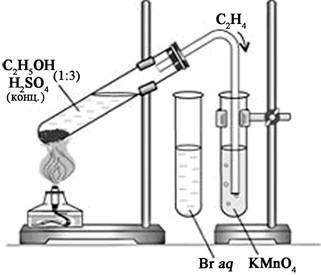 C₂H₄
C₂H₅OH
H₂SO₄ (1:3)
(конц.)
Br aq
KMnO₄